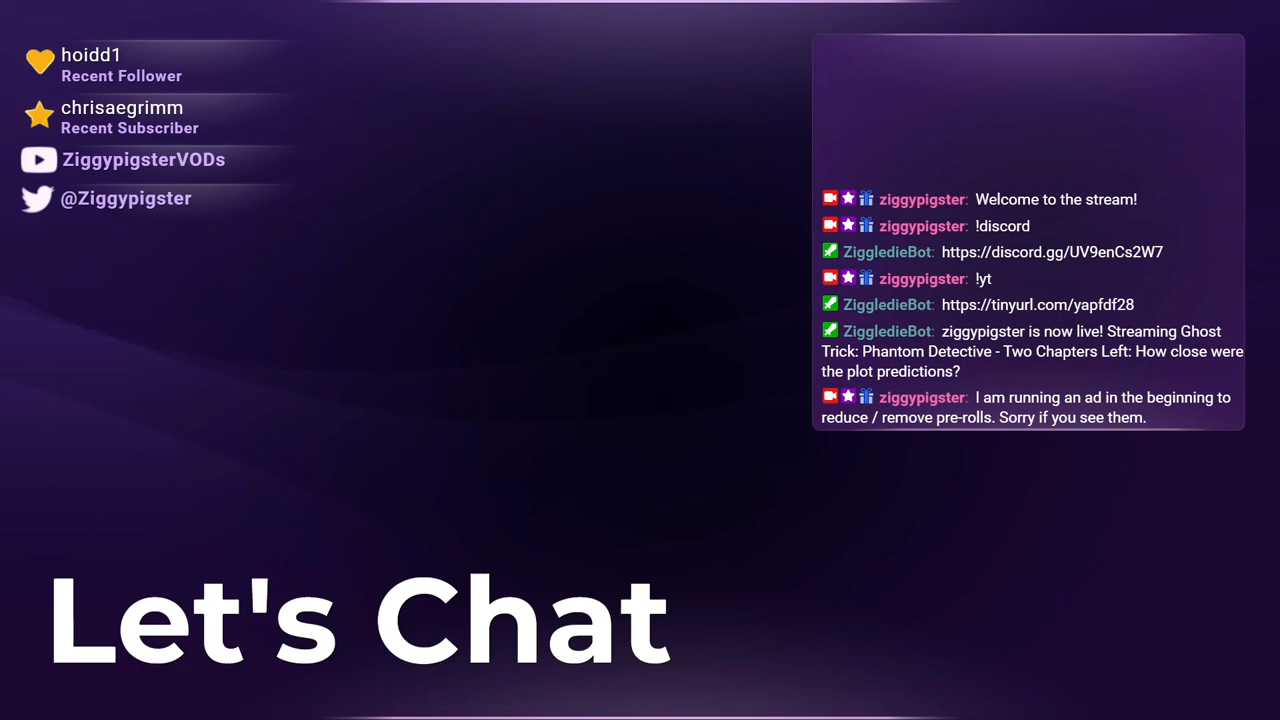 hoidd1
Recent Follower
chrisaegrimm
Recent Subscriber
ZiggypigsterVODs
@Ziggypigster
ziggypigster: Welcome to the stream!
ziggypigster: !discord
ZiggledieBot: https://discord.gg/UV9enCs2W7
ziggypigster: !yt
ZiggledieBot: https://tinyurl.com/yapfdf28
ZiggledieBot: ziggypigster is now live! Streaming Ghost
Trick: Phantom Detective - Two Chapters Left: How close were
the plot predictions?
ziggypigster: I am running an ad in the beginning to
reduce / remove pre-rolls. Sorry if you see them.
Let's Chat